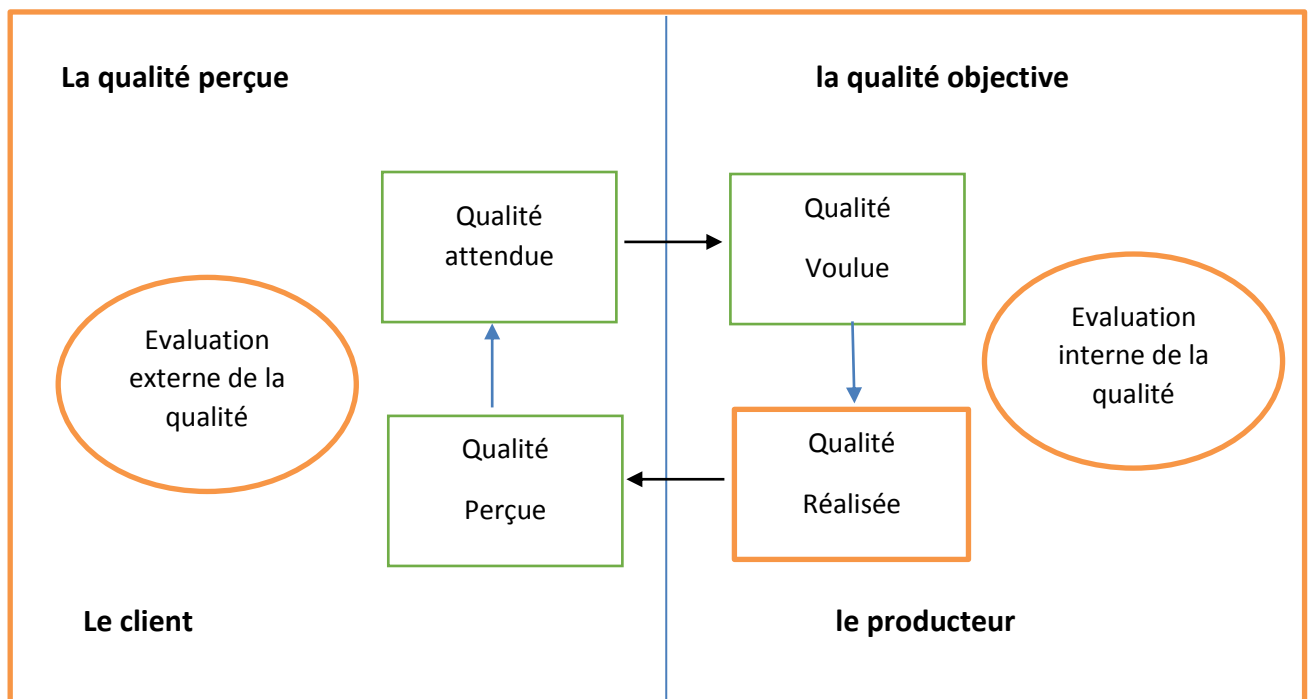 La qualité perçue
la qualité objective
Qualité
attendue
Qualité
Voulue
Evaluation
externe de la
qualité
Evaluation
interne de la
qualité
Qualité
Perçue
Qualité
Réalisée
Le client
le producteur